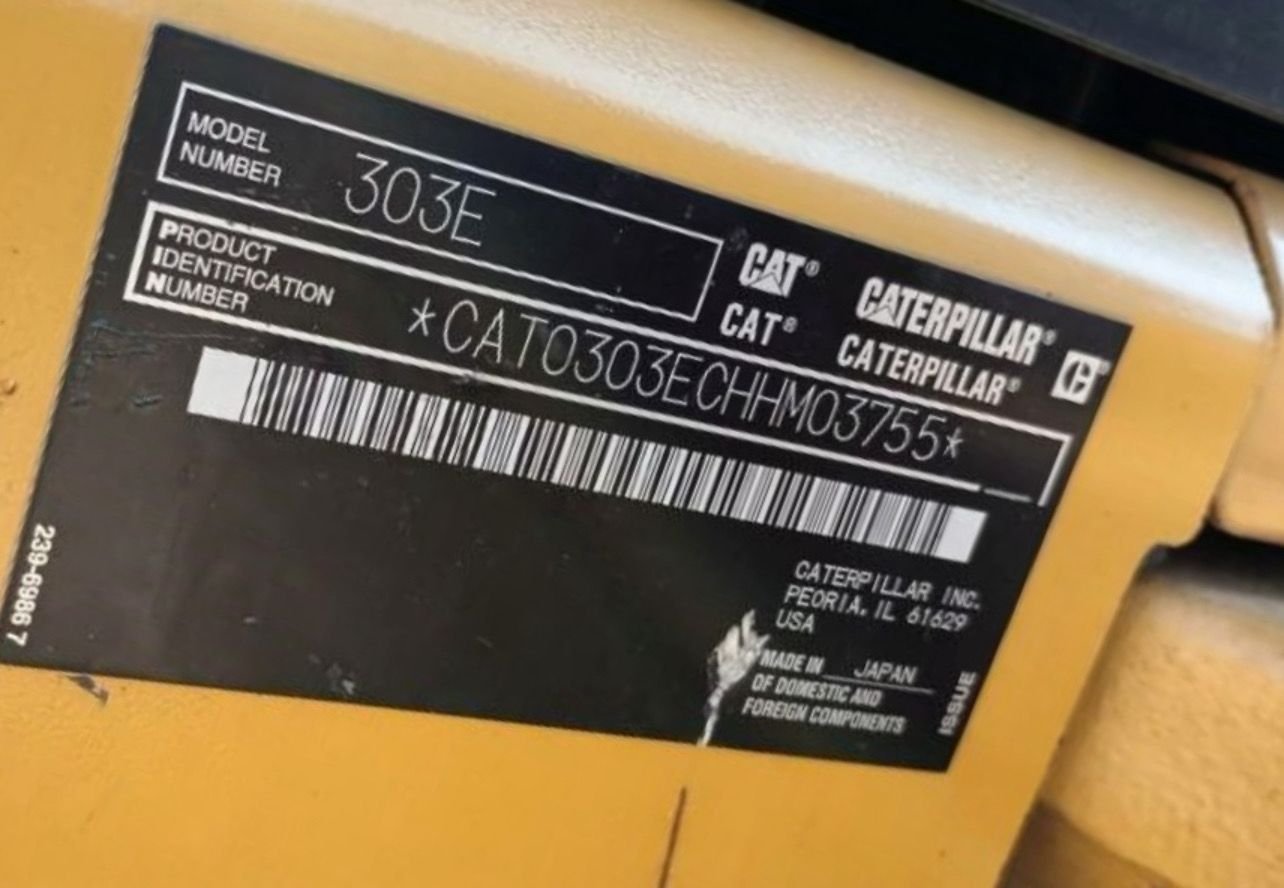 MODEL
NUMBER
303E
PRODUCT
IDENTIFICATION
NUMBER
*CAT0303ECHHM03755*
CAT® CATERPILLAR®
CAT® CATERPILLAR®
CATERPILLAR INC.
PEORIA, IL 61629
USA
MADE IN JAPAN
OF DOMESTIC AND
FOREIGN COMPONENTS
239-6986 7
ISSUE